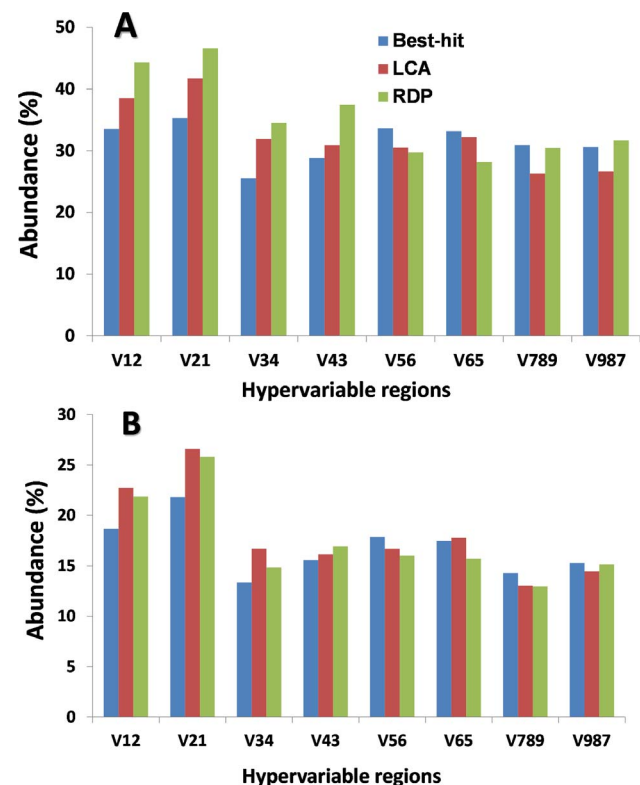 A
Best-hit
LCA
RDP
Abundance (%)
50
40
30
20
10
0
V12 V21 V34 V43 V56 V65 V789 V987
Hypervariable regions
B
Abundance (%)
30
25
20
15
10
5
0
V12 V21 V34 V43 V56 V65 V789 V987
Hypervariable regions